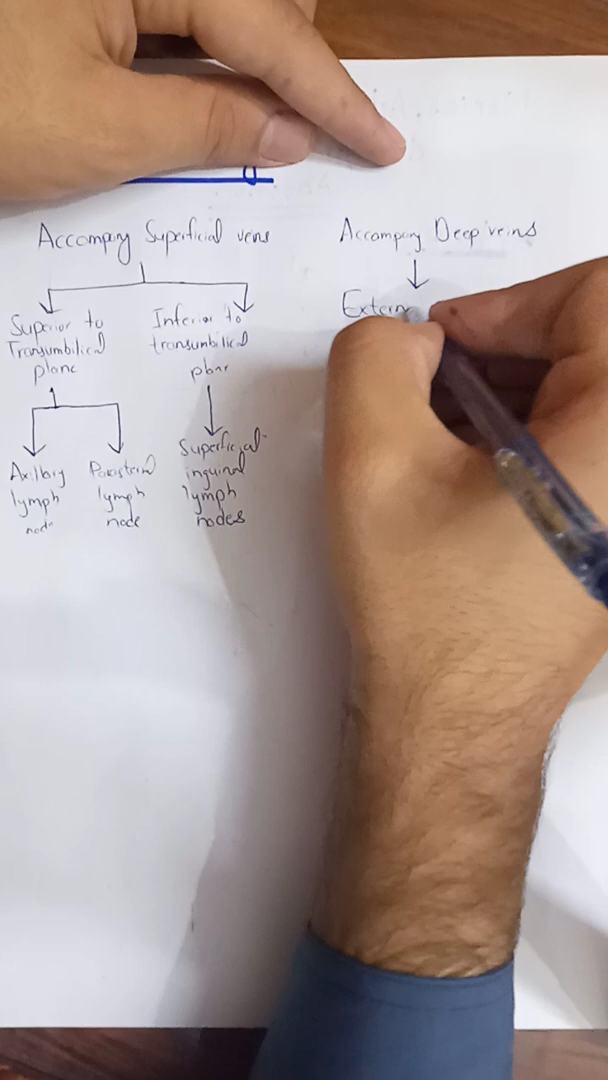 Accompany Superficial veins
Accompany Deep veins
Superior to
Transumbilical
plane
Inferior to
transumbilical
plane
Extern
Axillary
lymph
node
Parasternal
lymph
node
Superficial
inguinal
lymph
nodes